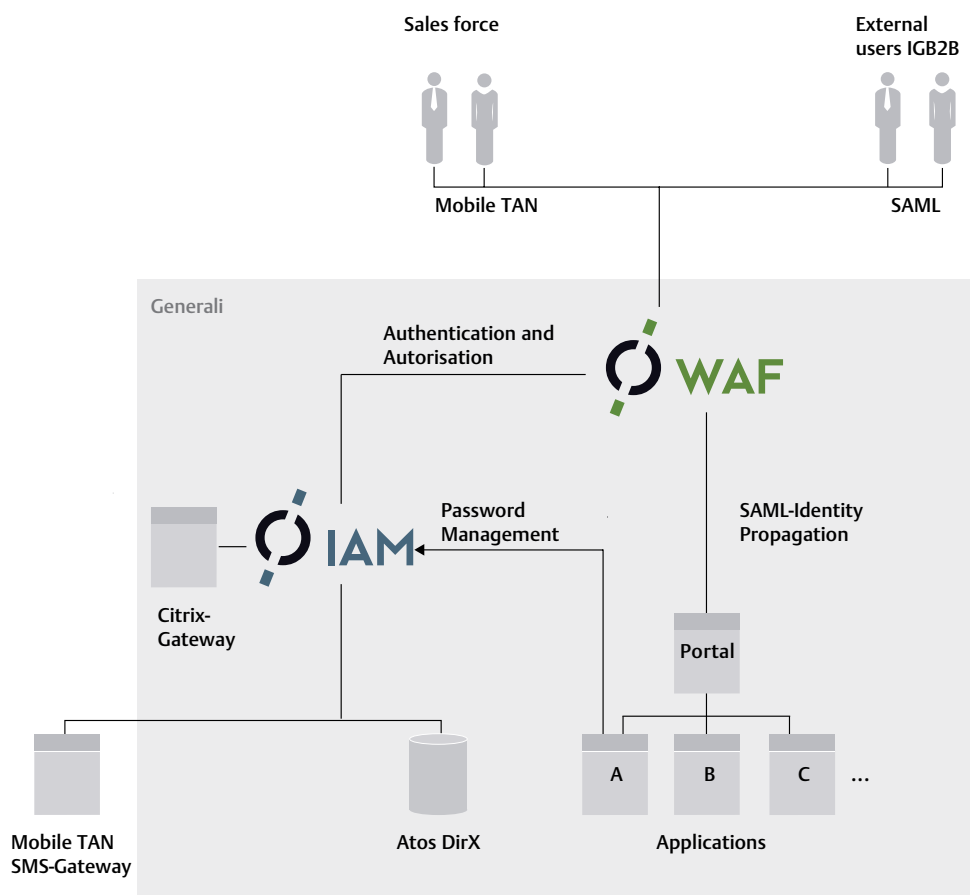 Sales force
External
users IGB2B
Mobile TAN
SAML
Generali
Authentication and
Autorisation
WAF
Password
Management
SAML-Identity
Propagation
IAM
Citrix-
Gateway
Portal
A
B
C
...
Mobile TAN
SMS-Gateway
Atos DirX
Applications